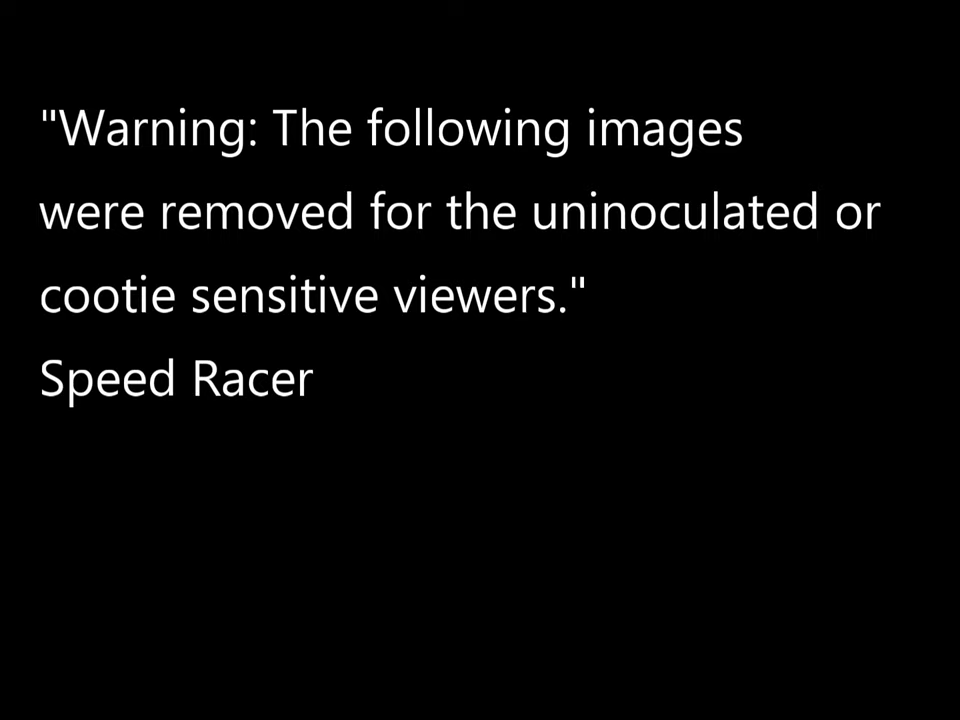 "Warning: The following images
were removed for the uninoculated or
cootie sensitive viewers."
Speed Racer